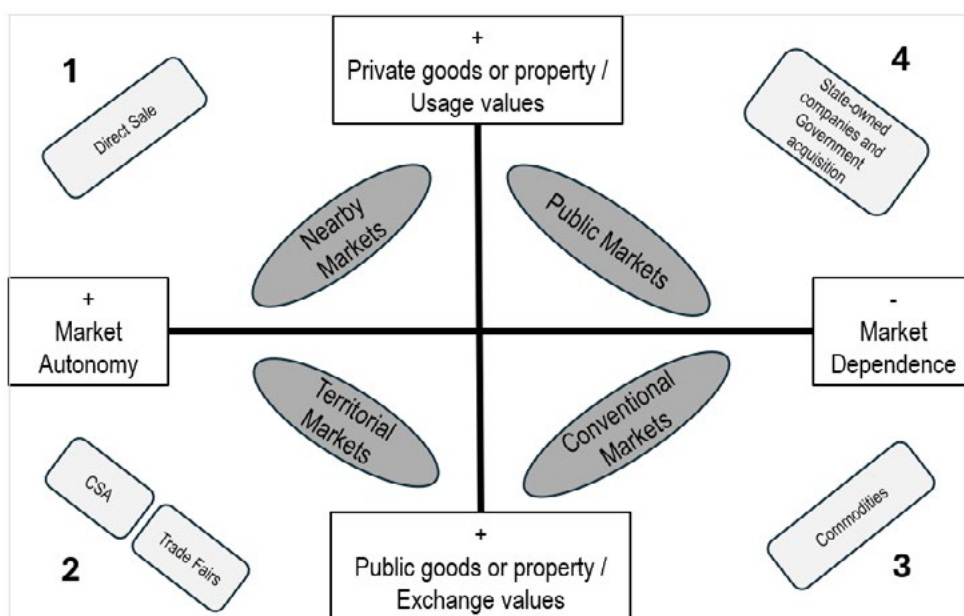 1
Direct Sale
+
Private goods or property /
Usage values
4
State-owned
companies and
Government
acquisition
Nearby
Markets
Public Markets
+
Market
Autonomy
-
Market
Dependence
Territorial
Markets
Conventional
Markets
CSA
Trade Fairs
2
+
Public goods or property /
Exchange values
Commodities
3